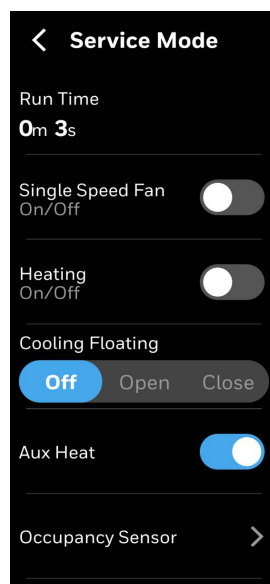 Service Mode
Run Time
0m 3s
Single Speed Fan
On/Off
Heating
On/Off
Cooling Floating
Off Open Close
Aux Heat
Occupancy Sensor